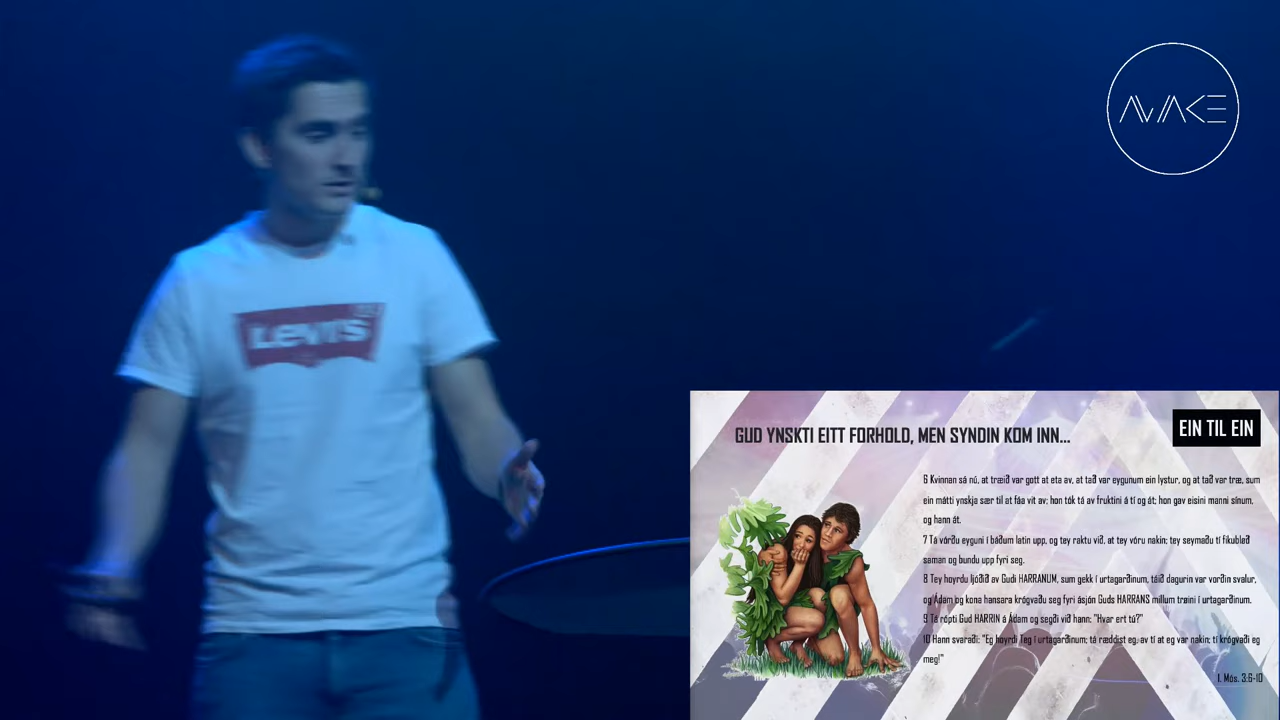 AVAKE
Levi's
EIN TIL EIN
GUD YNSKTI EITT FORHOLD, MEN SYNDIN KOM INN...
6 Kvinnan sá nú, at træið var gott at eta av, at tað var eygunum ein lystur, og at tað var træ, sum
ein mátti ynskja sær til at fáa vit av; hon tók tá av fruktini á tí og át; hon gav eisini manni sínum,
og hann át.
7 Tá vórðu eyguni í báðum latin upp, og tey raktu við, at tey vóru nakin; tey seymaðu tí fikubløð
saman og bundu upp fyri seg.
8 Tey hoyrdu ljóðið av Gudi HARRANUM, sum gekk í urtagarðinum, táið dagurin var vorðin svalur,
og Ádam og kona hansara krógvaðu seg fyri ásjón Guds HARRANS millum trøini í urtagarðinum.
9 Tá rópti Gud HARRIN á Ádam og segði við hann: "Hvar ert tú?"
10 Hann svaraði: "Eg hoyrdi Teg í urtagarðinum; tá ræddist eg, av tí at eg var nakin; tí krógvaði eg
meg!"
1. Mós. 3:6-10